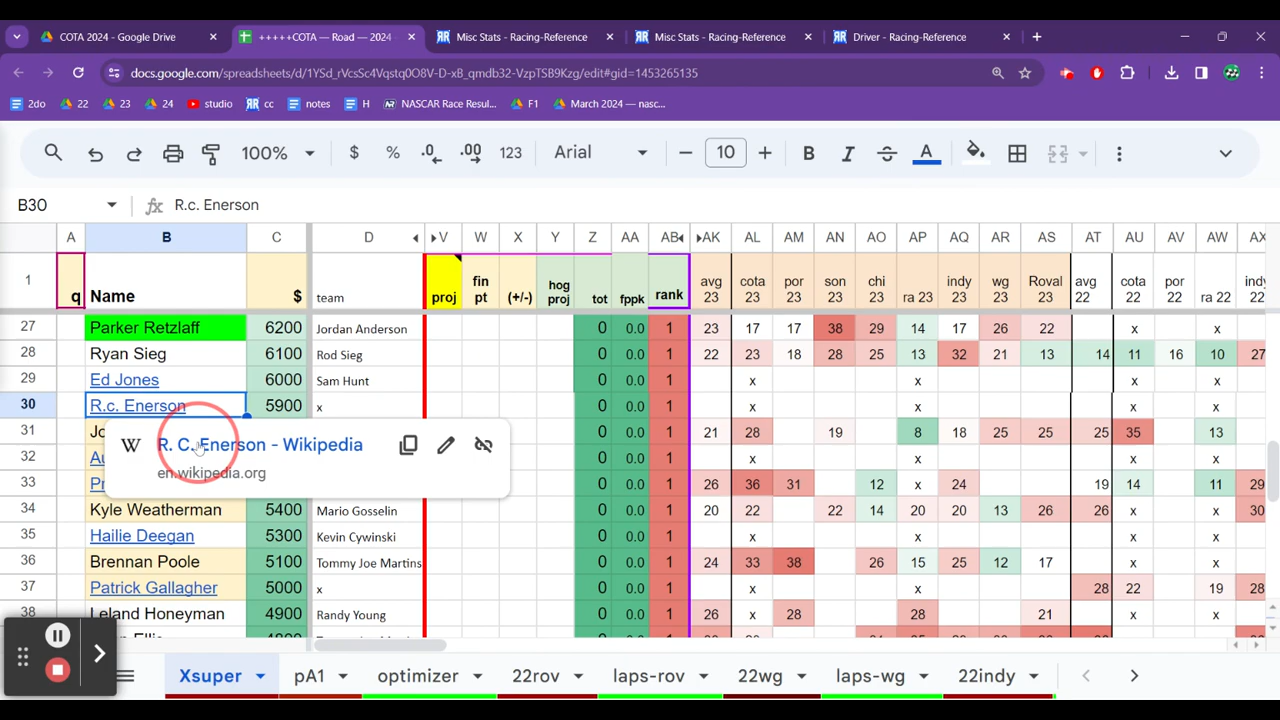 COTA 2024 - Google Drive × +++++COTA — Road — 2024 × Misc Stats - Racing-Reference × Misc Stats - Racing-Reference × Driver - Racing-Reference × +
docs.google.com/spreadsheets/d/1YSd_rVcsSc4Vqstq0O8V-D-xB_qmdb32-VzpTSB9Kzg/edit#gid=1453265135
2do 22 23 24 studio cc notes H NASCAR Race Resul... F1 March 2024 — nasc...
100% $ % .0 .00 123 Arial − 10 + B I S A
B30 fx R.c. Enerson
A B C D V W X Y Z AA AB AK AL AM AN AO AP AQ AR AS AT AU AV AW AX
1 q Name $ team proj fin pt (+/-) hog proj tot fppk rank avg 23 cota 23 por 23 son 23 chi 23 ra 23 indy 23 wg 23 Roval 23 avg 22 cota 22 por 22 ra 22 indy 22
27 Parker Retzlaff 6200 Jordan Anderson 0 0.0 1 23 17 17 38 29 14 17 26 22 x x
28 Ryan Sieg 6100 Rod Sieg 0 0.0 1 22 23 18 28 25 13 32 21 13 14 11 16 10 27
29 Ed Jones 6000 Sam Hunt 0 0.0 1 x x x x
30 R.c. Enerson 5900 x 0 0.0 1 x x x x
31 Jo 0 0.0 1 21 28 19 8 18 25 25 25 35 13
32 Au 0 0.0 1 x x x x
33 Pr 0 0.0 1 26 36 31 12 x 24 19 14 11 29
R. C. Enerson - Wikipedia
en.wikipedia.org
34 Kyle Weatherman 5400 Mario Gosselin 0 0.0 1 20 22 22 14 20 20 13 26 26 x x 30
35 Hailie Deegan 5300 Kevin Cywinski 0 0.0 1 x x x x
36 Brennan Poole 5100 Tommy Joe Martins 0 0.0 1 24 33 38 26 15 25 12 17 x x
37 Patrick Gallagher 5000 x 0 0.0 1 x x 28 22 19 28
38 Leland Honeyman 4900 Randy Young 0 0.0 1 26 x 28 28 21 x x
Xsuper pA1 optimizer 22rov laps-rov 22wg laps-wg 22indy